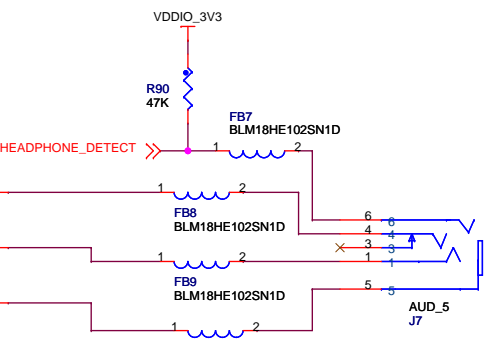 VDDIO_3V3
R90
47K
FB7
BLM18HE102SN1D
HEADPHONE_DETECT
1 2
1 2
FB8
BLM18HE102SN1D
6 6
4 4
3 3
1 2
1 1
FB9
BLM18HE102SN1D
5 5
AUD_5
J7
1 2